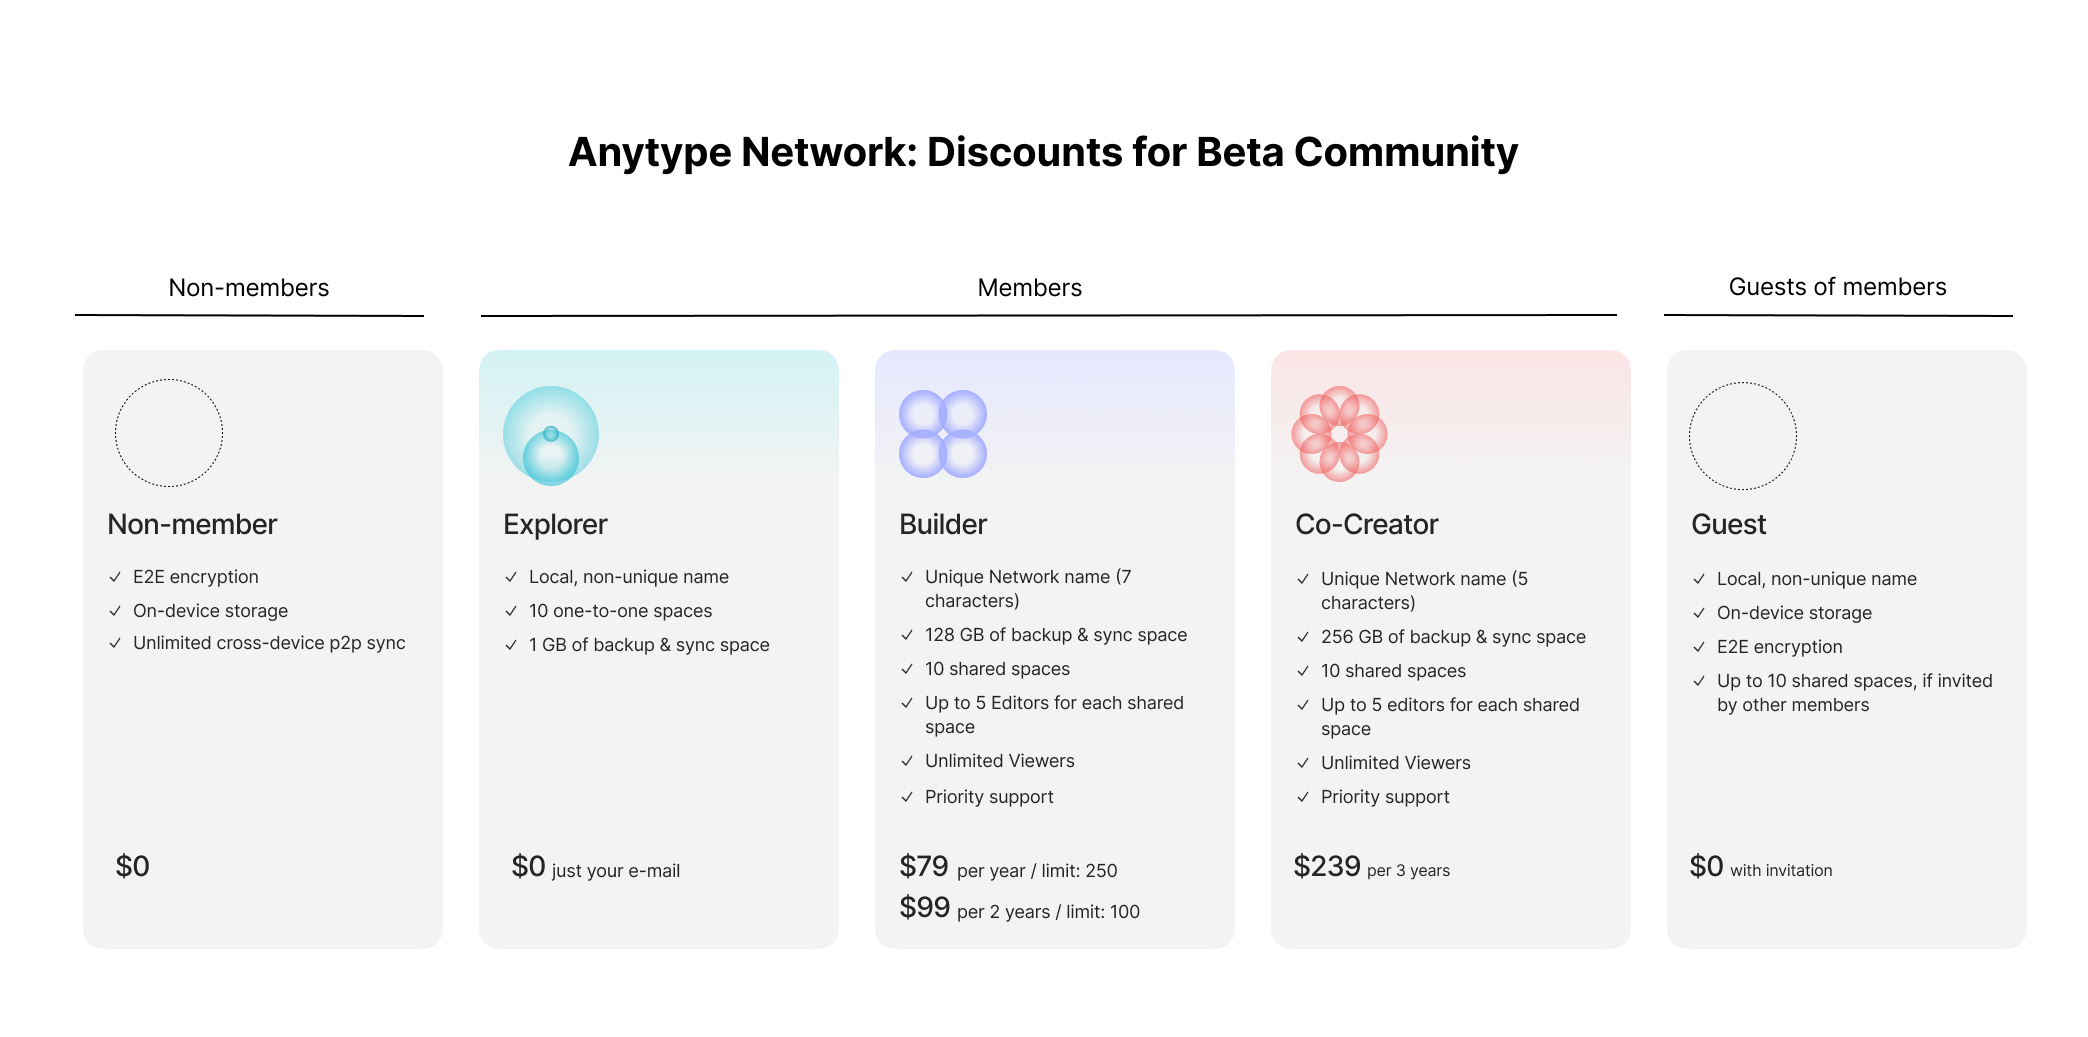 Anytype Network: Discounts for Beta Community
Non-members
Members
Guests of members
Non-member
E2E encryption
On-device storage
Unlimited cross-device p2p sync
$0
Explorer
Local, non-unique name
10 one-to-one spaces
1 GB of backup & sync space
$0 just your e-mail
Builder
Unique Network name (7
characters)
128 GB of backup & sync space
10 shared spaces
Up to 5 Editors for each shared
space
Unlimited Viewers
Priority support
$79 per year / limit: 250
$99 per 2 years / limit: 100
Co-Creator
Unique Network name (5
characters)
256 GB of backup & sync space
10 shared spaces
Up to 5 editors for each shared
space
Unlimited Viewers
Priority support
$239 per 3 years
Guest
Local, non-unique name
On-device storage
E2E encryption
Up to 10 shared spaces, if invited
by other members
$0 with invitation